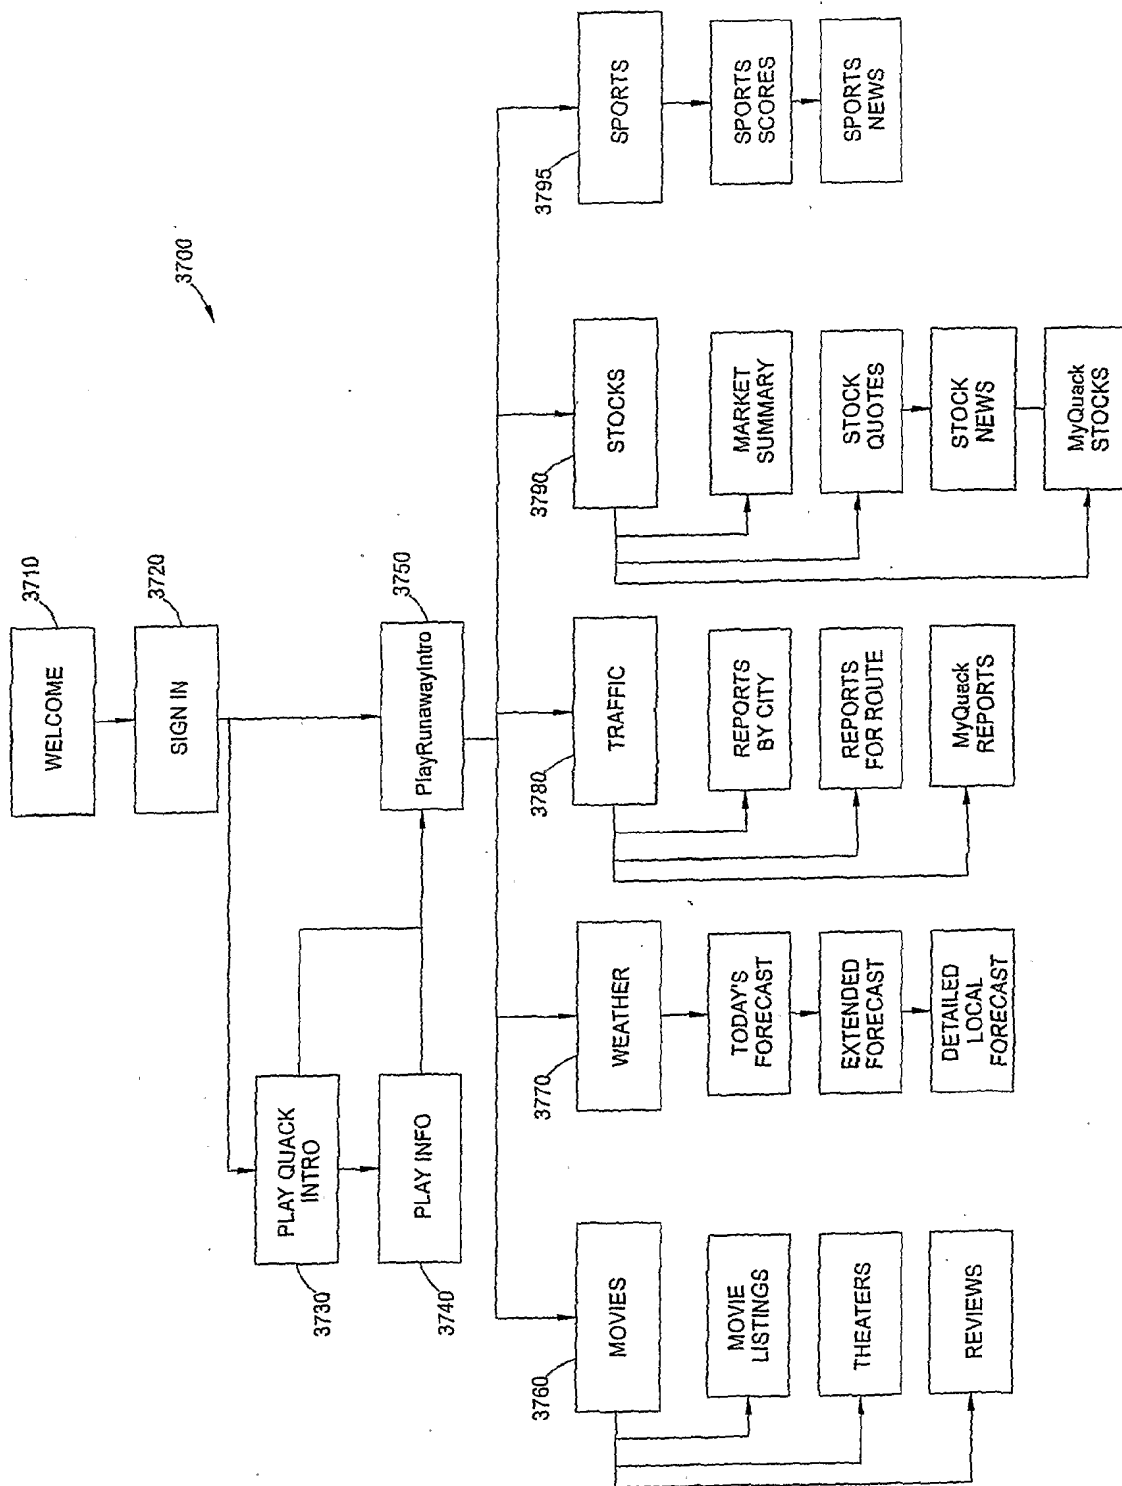 3700
3710
WELCOME
3720
SIGN IN
3730
PLAY QUACK
INTRO
3740
PLAY INFO
3750
PlayRunawayIntro
3760
MOVIES
MOVIE
LISTINGS
THEATERS
REVIEWS
3770
WEATHER
TODAY'S
FORECAST
EXTENDED
FORECAST
DETAILED
LOCAL
FORECAST
3780
TRAFFIC
REPORTS
BY CITY
REPORTS
FOR ROUTE
MyQuack
REPORTS
3790
STOCKS
MARKET
SUMMARY
STOCK
QUOTES
STOCK
NEWS
MyQuack
STOCKS
3795
SPORTS
SPORTS
SCORES
SPORTS
NEWS